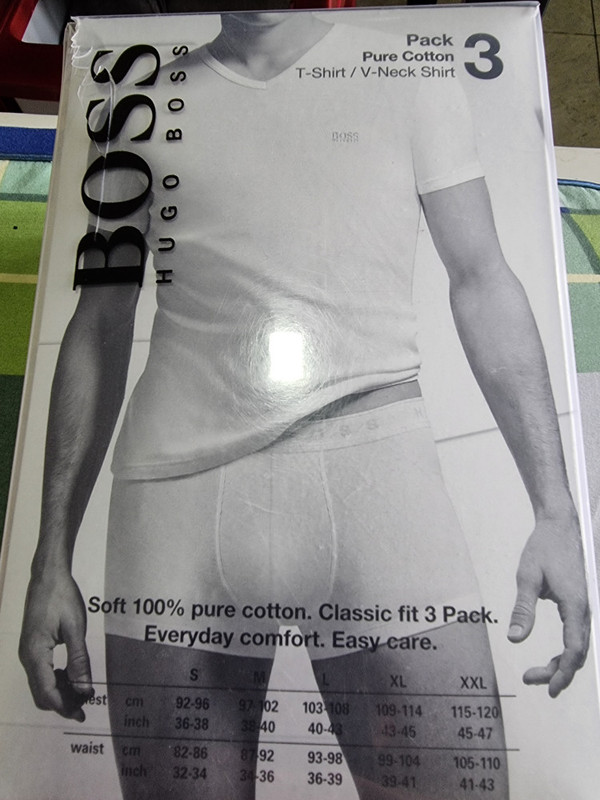 BOSS
HUGO BOSS
Pack 3
Pure Cotton
T-Shirt / V-Neck Shirt
BOSS
Soft 100% pure cotton. Classic fit 3 Pack.
Everyday comfort. Easy care.
S M L XL XXL
chest cm 92-96 97-102 103-108 109-114 115-120
inch 36-38 38-40 40-43 43-45 45-47
waist cm 82-86 87-92 93-98 99-104 105-110
inch 32-34 34-36 36-39 39-41 41-43